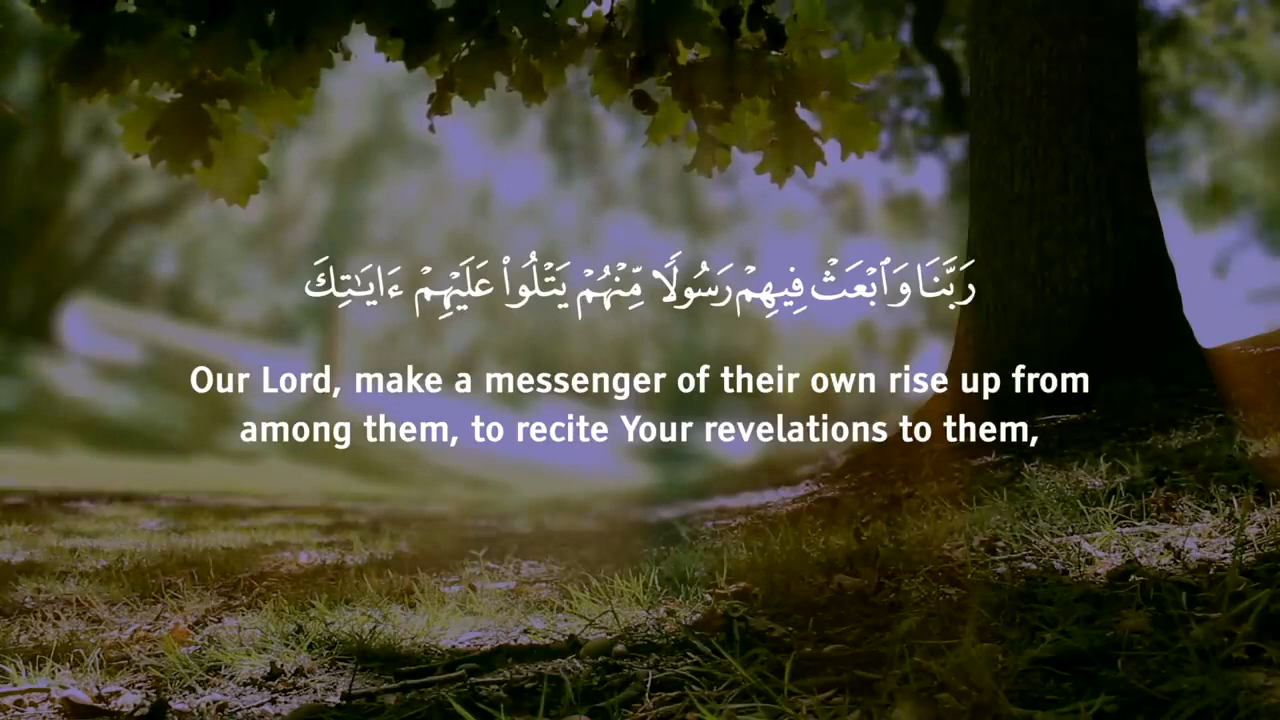 رَبَّنَا وَٱبۡعَثۡ فِيهِمۡ رَسُولٗا مِّنۡهُمۡ يَتۡلُواْ عَلَيۡهِمۡ ءَايَٰتِكَ
Our Lord, make a messenger of their own rise up from
among them, to recite Your revelations to them,